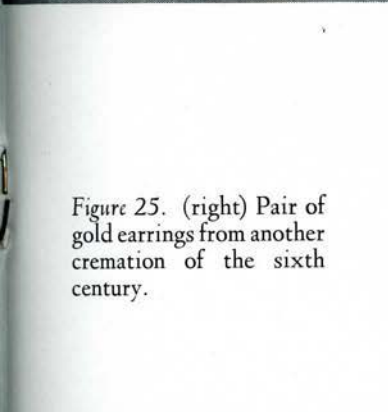 Figure 25. (right) Pair of
gold earrings from another
cremation of the sixth
century.